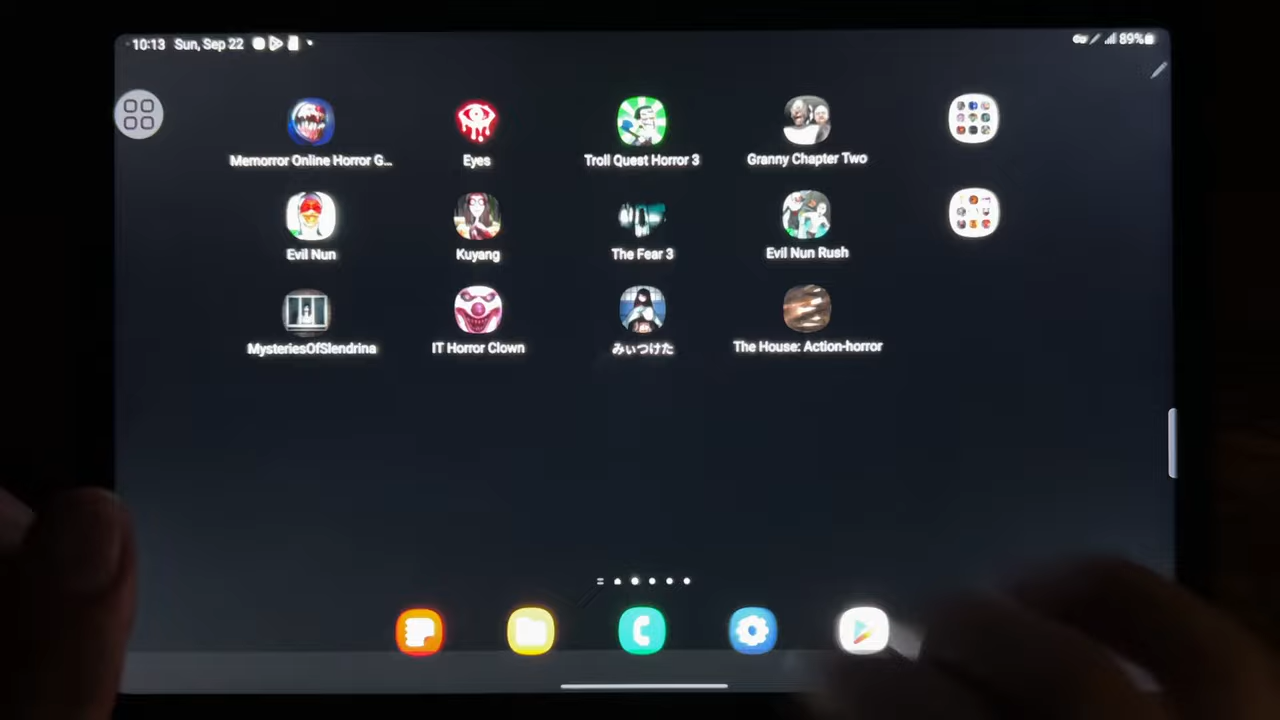 10:13 Sun, Sep 22
89%
Memorror Online Horror G...
Eyes
Troll Quest Horror 3
Granny Chapter Two
Evil Nun
Kuyang
The Fear 3
Evil Nun Rush
MysteriesOfSlendrina
IT Horror Clown
みぃつけた
The House: Action-horror